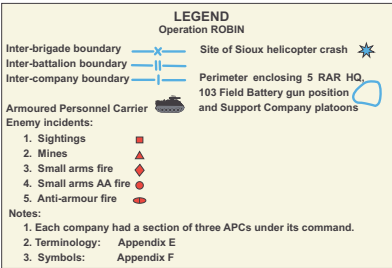 LEGEND
Operation ROBIN
Inter-brigade boundary
Site of Sioux helicopter crash
Inter-battalion boundary
Inter-company boundary
Perimeter enclosing 5 RAR HQ,
103 Field Battery gun position
and Support Company platoons
Armoured Personnel Carrier
Enemy incidents:
1. Sightings
2. Mines
3. Small arms fire
4. Small arms AA fire
5. Anti-armour fire
Notes:
1. Each company had a section of three APCs under its command.
2. Terminology: Appendix E
3. Symbols: Appendix F